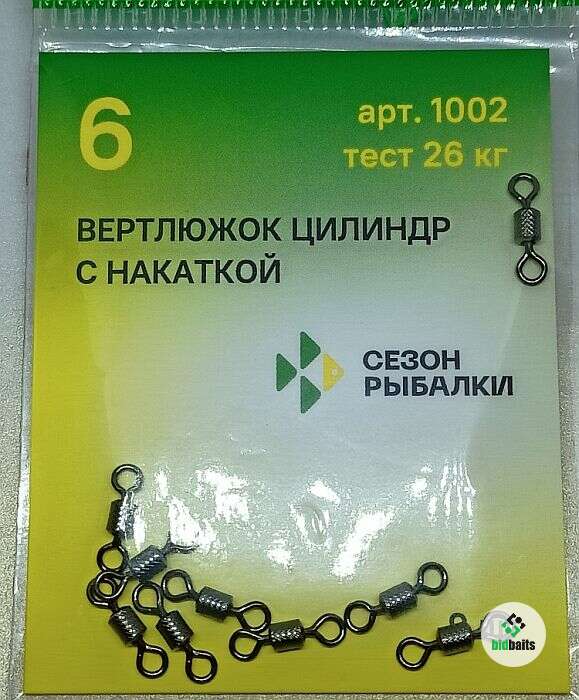 6
арт. 1002
тест 26 кг
ВЕРТЛЮЖОК ЦИЛИНДР
С НАКАТКОЙ
СЕЗОН
РЫБАЛКИ
bidbaits